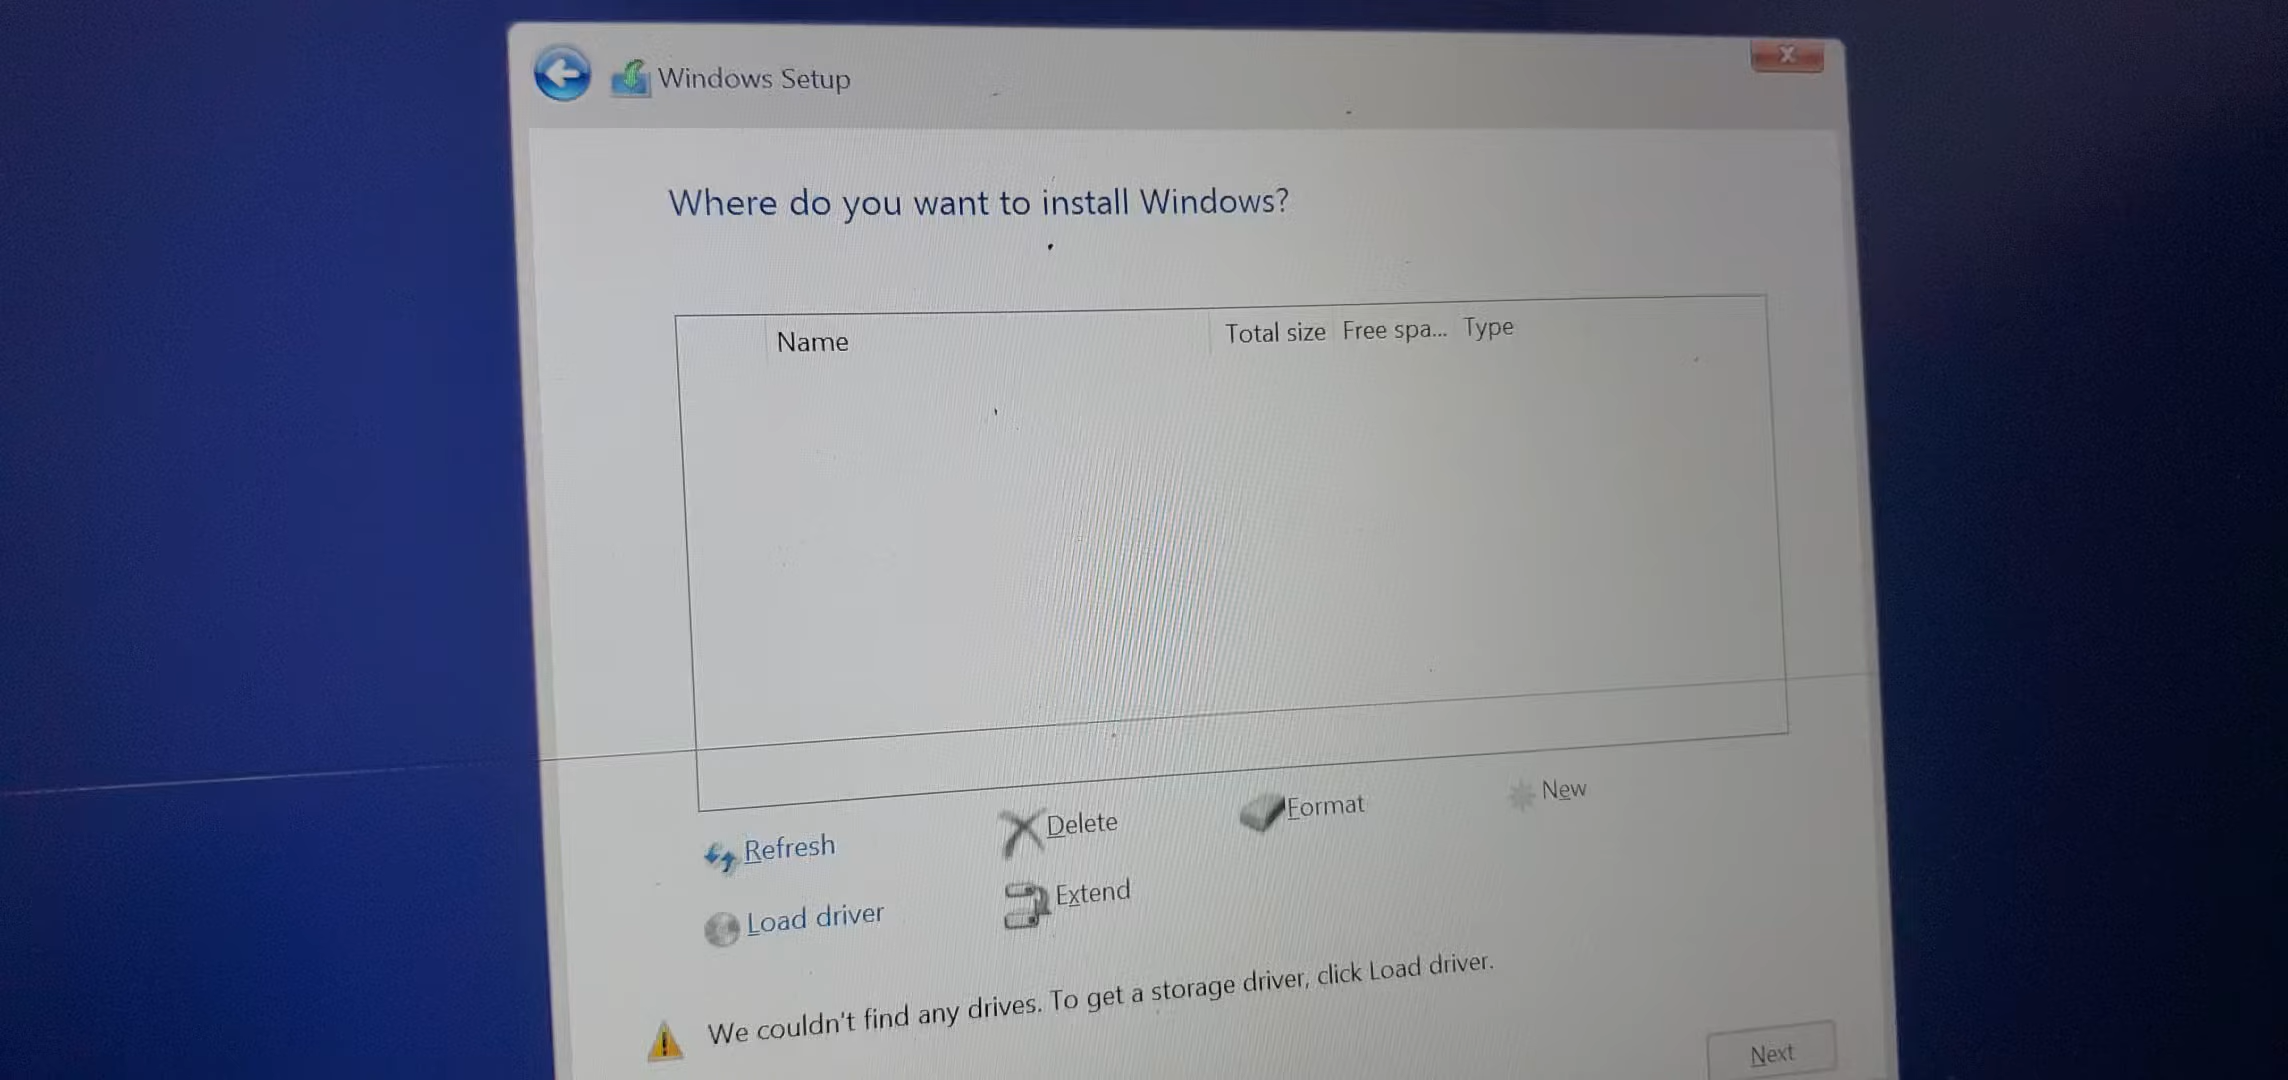 Windows Setup
Where do you want to install Windows?
Name Total size Free spa... Type
Refresh Delete Format New
Load driver Extend
We couldn't find any drives. To get a storage driver, click Load driver.
Next